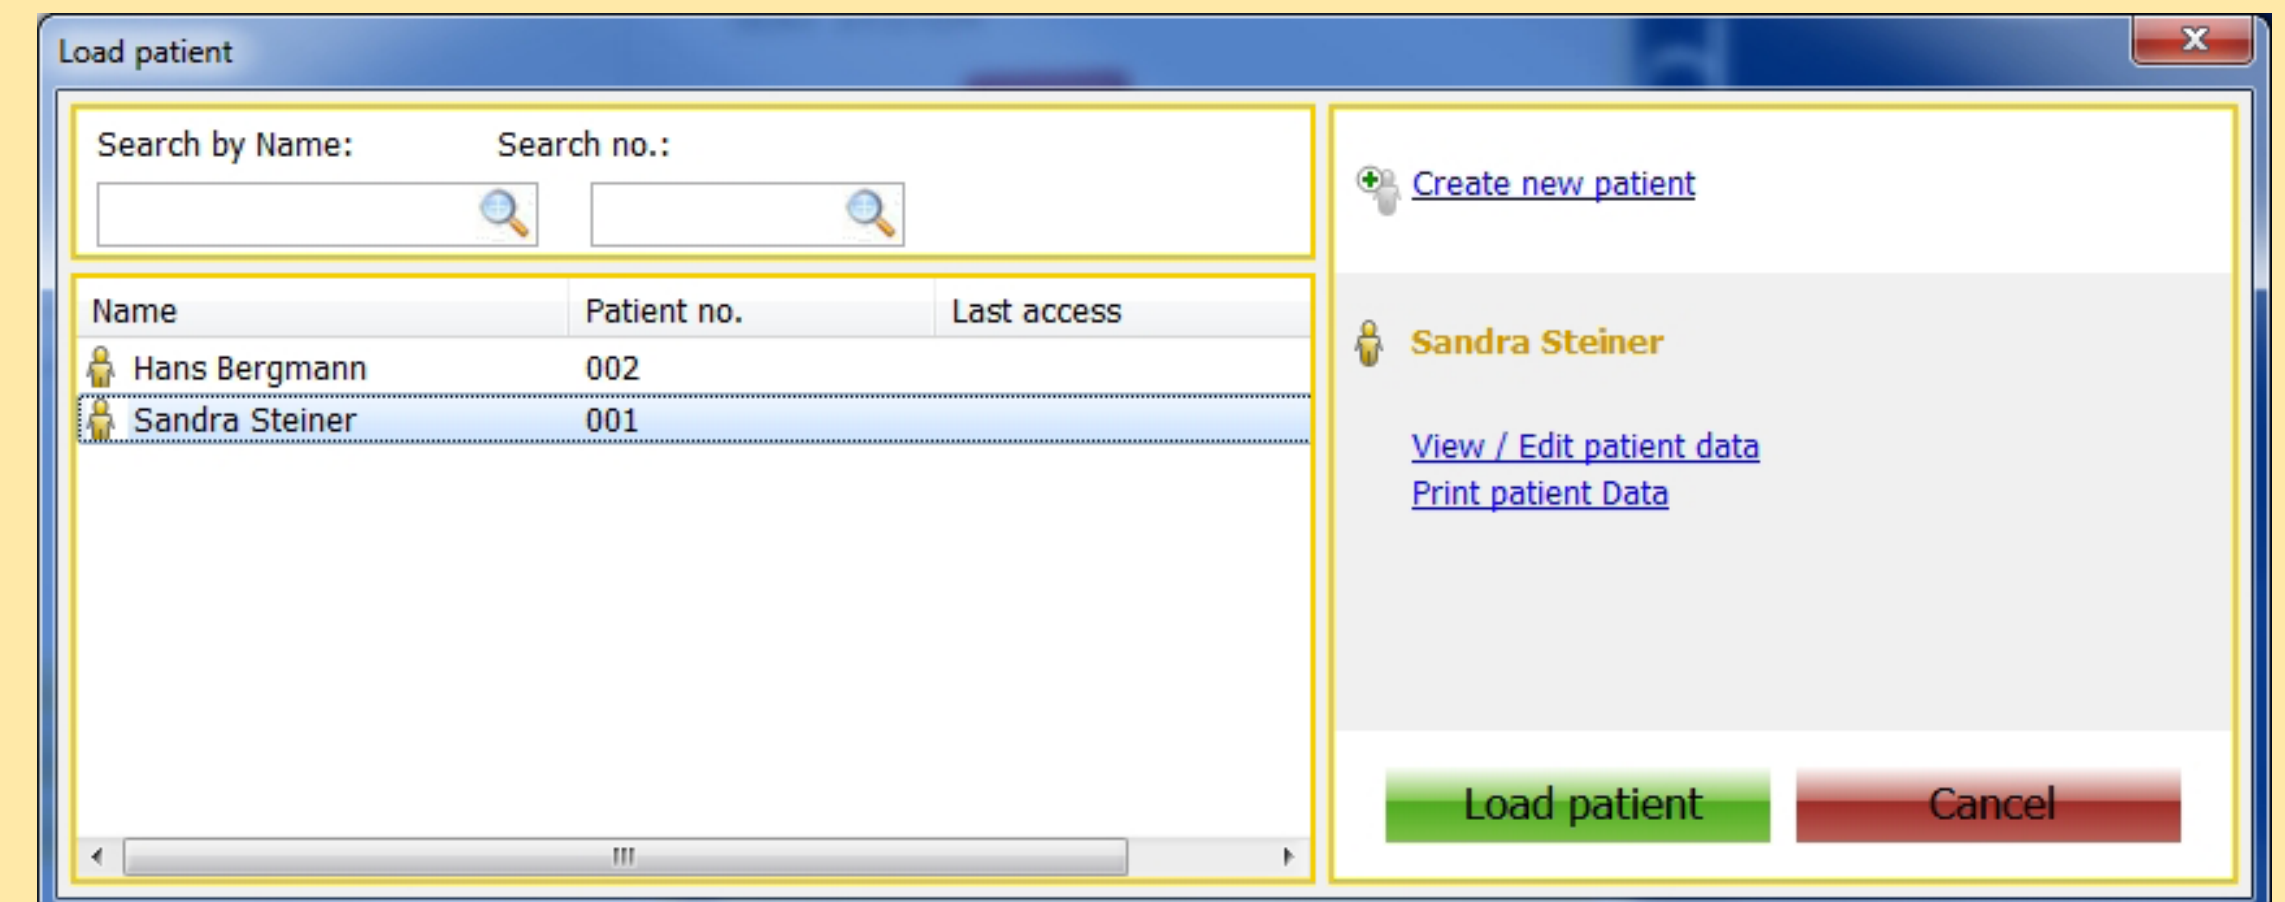 Load patient
Search by Name: Search no.:
Name Patient no. Last access
Hans Bergmann 002
Sandra Steiner 001
Create new patient
Sandra Steiner
View / Edit patient data
Print patient Data
Load patient Cancel